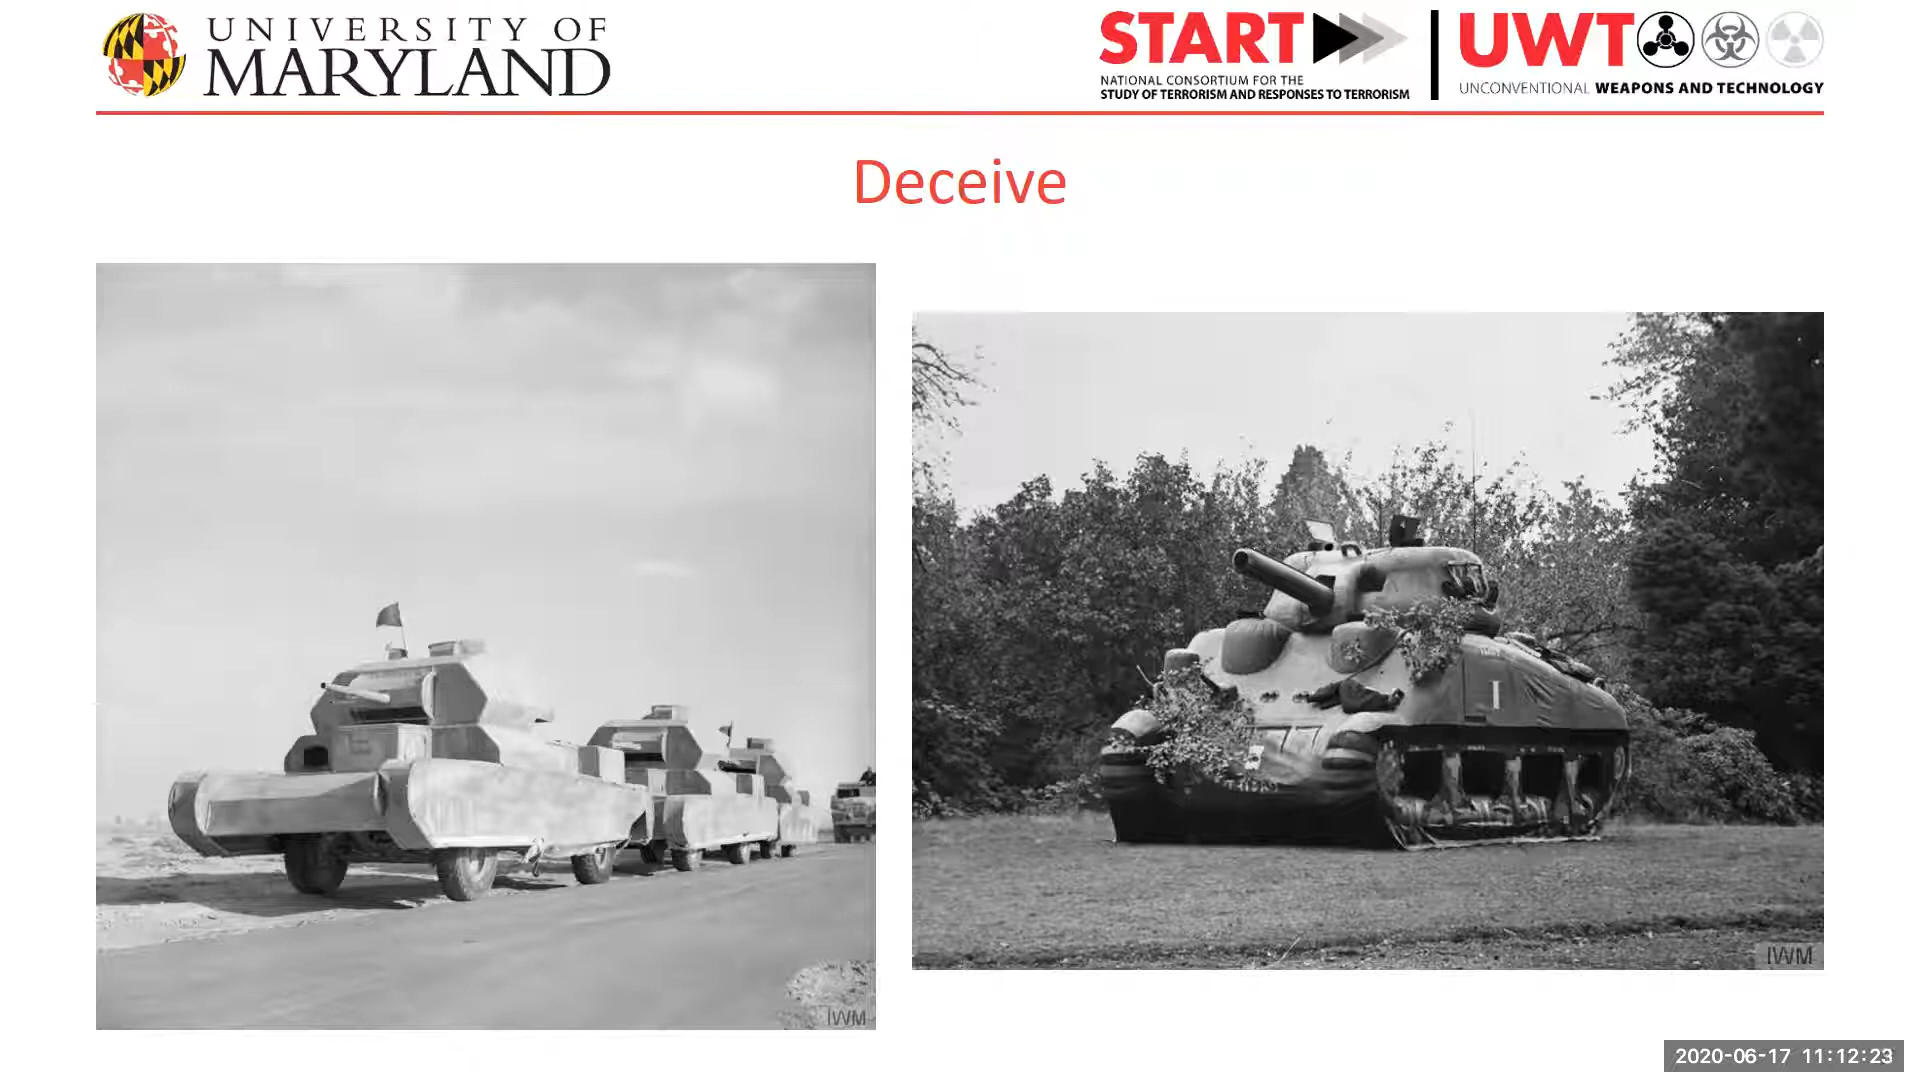 UNIVERSITY OF
MARYLAND
START
NATIONAL CONSORTIUM FOR THE
STUDY OF TERRORISM AND RESPONSES TO TERRORISM
UWT
UNCONVENTIONAL WEAPONS AND TECHNOLOGY
Deceive
I
IWM
IWM
2020-06-17 11:12:23